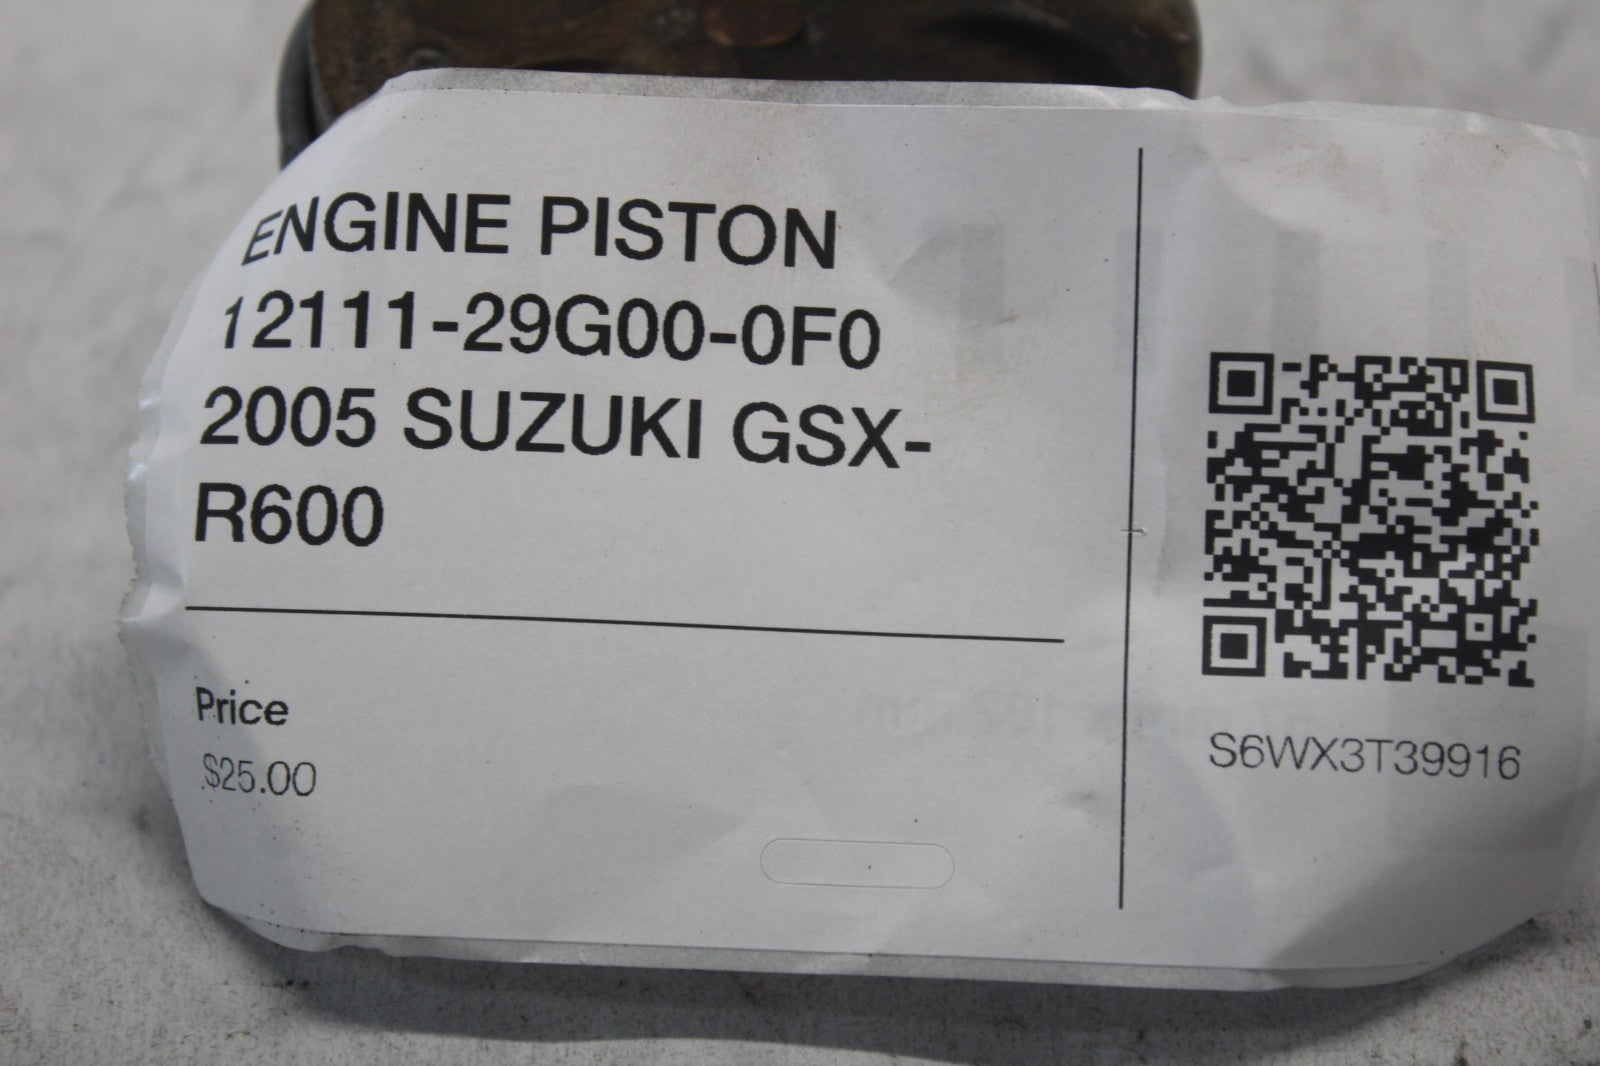 ENGINE PISTON
12111-29G00-0F0
2005 SUZUKI GSX-
R600
Price
$25.00
S6WX3T39916